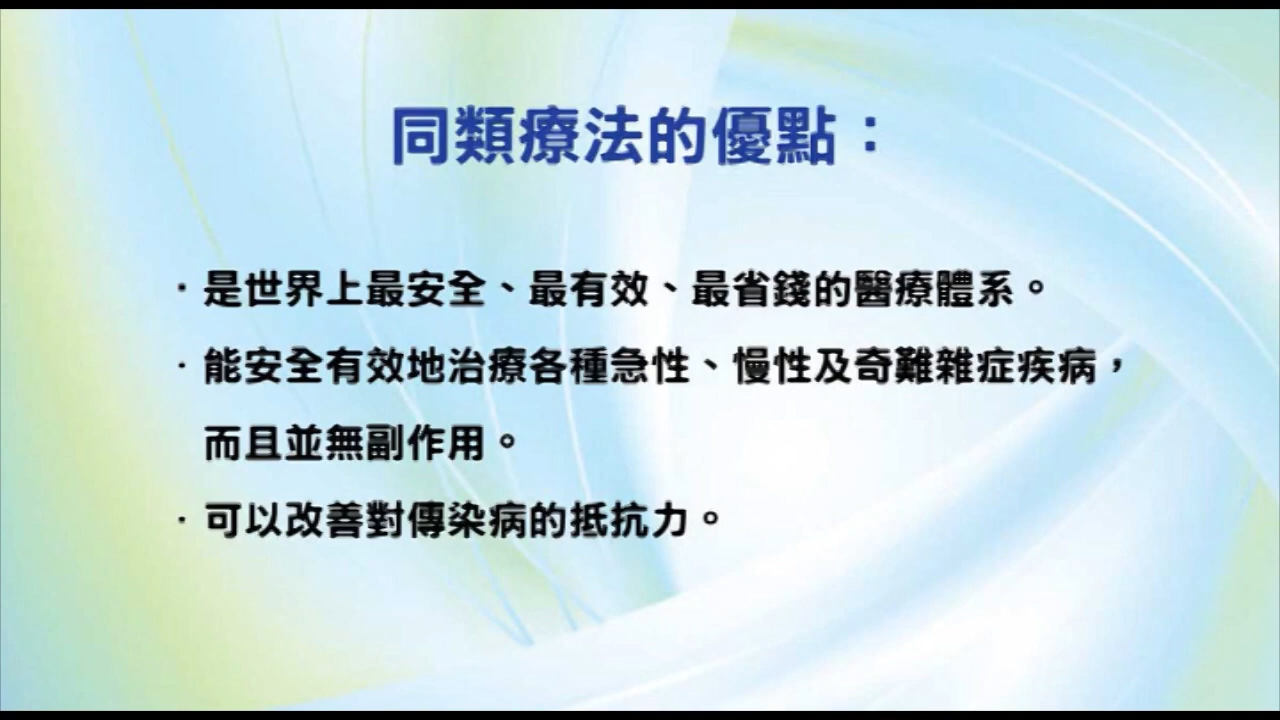 同類療法的優點：
· 是世界上最安全、最有效、最省錢的醫療體系。
· 能安全有效地治療各種急性、慢性及奇難雜症疾病，
而且並無副作用。
· 可以改善對傳染病的抵抗力。